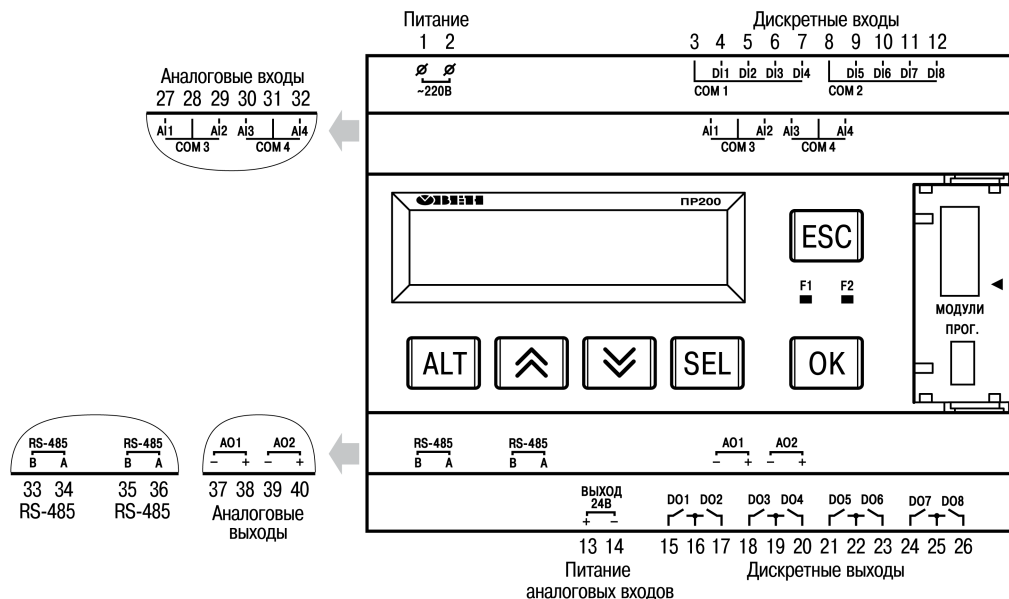 Питание
1 2
Дискретные входы
3 4 5 6 7 8 9 10 11 12
~220В
DI1 DI2 DI3 DI4 DI5 DI6 DI7 DI8
COM 1 COM 2
Аналоговые входы
27 28 29 30 31 32
AI1 AI2 AI3 AI4
COM 3 COM 4
AI1 AI2 AI3 AI4
COM 3 COM 4
ОВЕН ПР200
ESC
F1 F2
МОДУЛИ
ПРОГ.
ALT SEL OK
RS-485 RS-485 AO1 AO2
B A B A – + – +
33 34 35 36 37 38 39 40
RS-485 RS-485 Аналоговые
выходы
RS-485 RS-485 AO1 AO2
B A B A – + – +
ВЫХОД
24В
+ –
DO1 DO2 DO3 DO4 DO5 DO6 DO7 DO8
13 14 15 16 17 18 19 20 21 22 23 24 25 26
Питание
аналоговых входов
Дискретные выходы